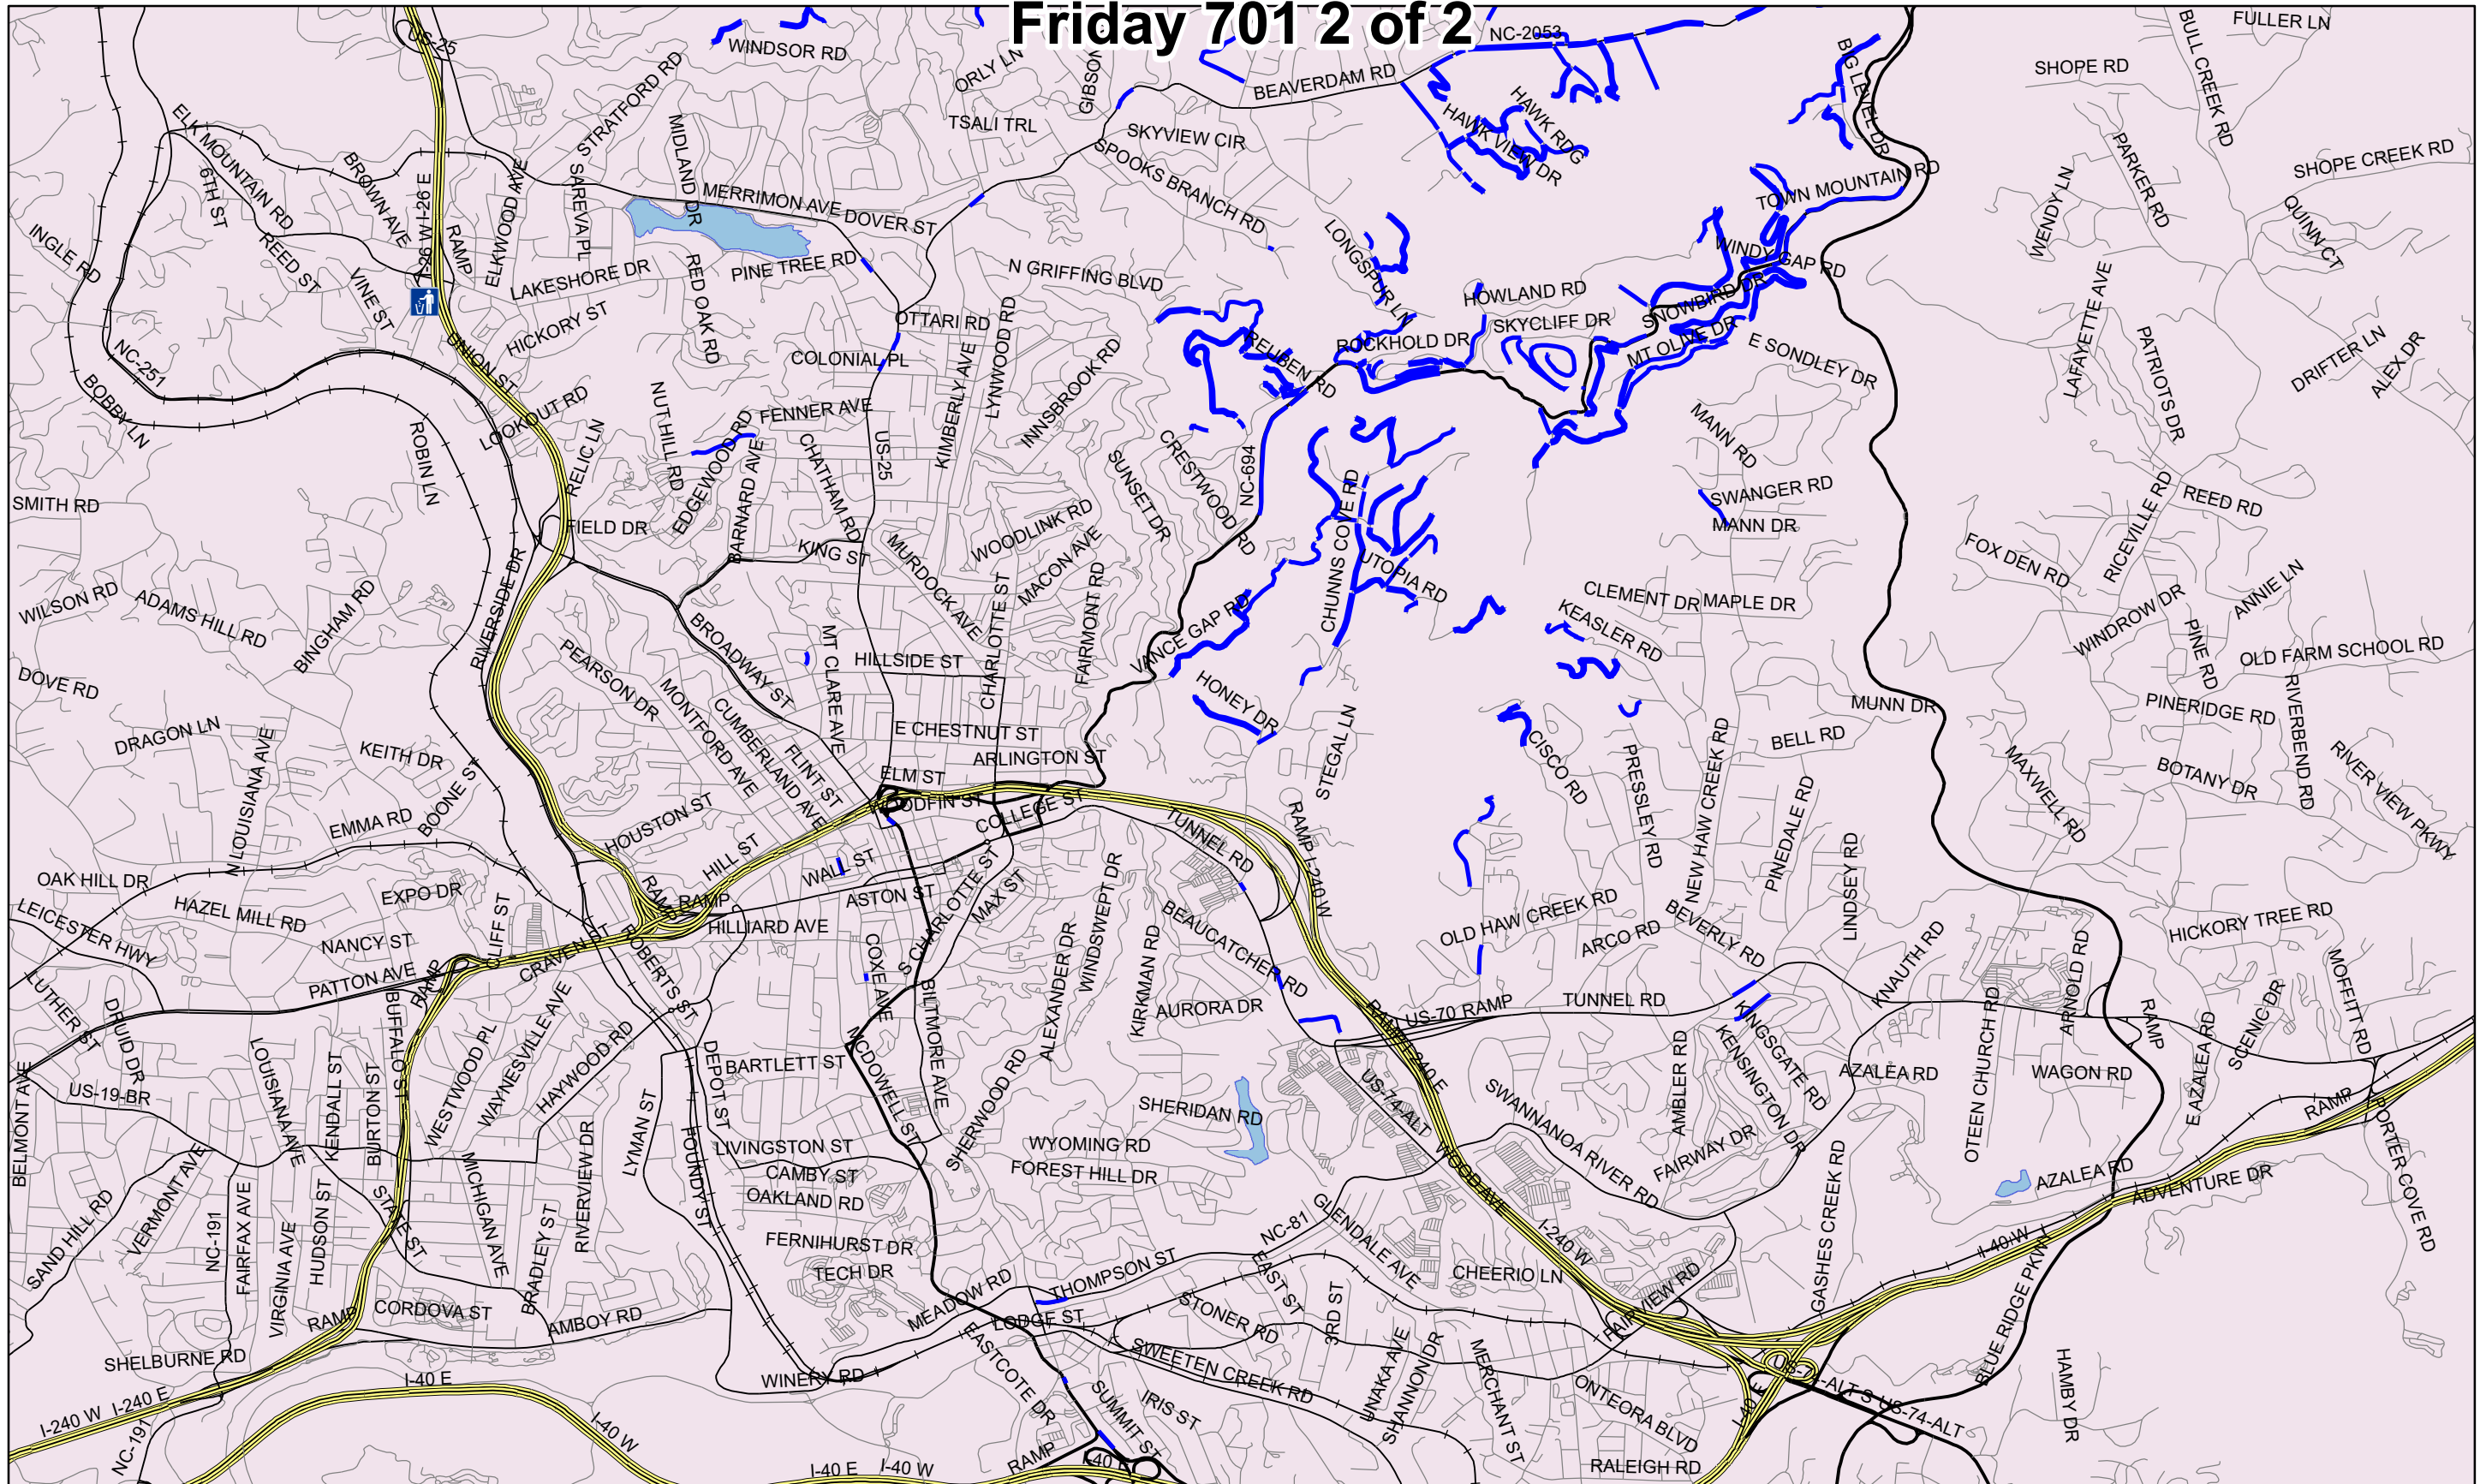 Friday 701 2 of 2
US-25
WINDSOR RD
ORLY LN
GIBSON
NC-2053
BEAVERDAM RD
BIG LEVEL DR
SHOPE RD
BULL CREEK RD
FULLER LN
STRATFORD RD
ELK MOUNTAIN RD
6TH ST
BROWN AVE
I-26 W I-26 E
RAMP
ELKWOOD AVE
SAREVA PL
MIDLAND DR
TSALI TRL
SKYVIEW CIR
SPOOKS BRANCH RD
HAWK RDG
HAWK VIEW DR
PARKER RD
SHOPE CREEK RD
MERRIMON AVE
DOVER ST
TOWN MOUNTAIN RD
WENDY LN
QUINN CT
INGLE RD
REED ST
VINE ST
LAKESHORE DR
RED OAK RD
PINE TREE RD
N GRIFFING BLVD
LONGSPUR LN
HOWLAND RD
WINDY GAP RD
SNOWBIRD DR
LAFAYETTE AVE
NC-251
UNION ST
HICKORY ST
OTTARI RD
LYNWOOD RD
COLONIAL PL
KIMBERLY AVE
INNSBROOK RD
REUBEN RD
ROCKHOLD DR
SKYCLIFF DR
MT OLIVE DR
E SONDLEY DR
PATRIOTS DR
DRIFTER LN
ALEX DR
BOBBY LN
ROBIN LN
LOOKOUT RD
RELIC LN
NUT HILL RD
EDGEWOOD RD
FENNER AVE
BARNARD AVE
CHATHAM RD
US-25
SUNSET DR
CRESTWOOD RD
NC-694
CHUNNS COVE RD
MANN RD
SWANGER RD
MANN DR
RICEVILLE RD
REED RD
SMITH RD
FIELD DR
KING ST
MURDOCK AVE
WOODLINK RD
MACON AVE
UTOPIA RD
FOX DEN RD
WILSON RD
ADAMS HILL RD
BINGHAM RD
RIVERSIDE DR
BROADWAY ST
CHARLOTTE ST
FAIRMONT RD
VANCE GAP RD
CLEMENT DR
MAPLE DR
KEASLER RD
WINDROW DR
ANNIE LN
PINE RD
OLD FARM SCHOOL RD
DOVE RD
PEARSON DR
MONTFORD AVE
CUMBERLAND AVE
FLINT ST
MT CLARE AVE
HILLSIDE ST
HONEY DR
STEGAL LN
CISCO RD
PRESSLEY RD
NEW HAW CREEK RD
MUNN DR
BELL RD
PINERIDGE RD
RIVERBEND RD
DRAGON LN
N LOUISIANA AVE
KEITH DR
BOONE ST
E CHESTNUT ST
ARLINGTON ST
ELM ST
WOODFIN ST
COLLEGE ST
PINEDALE RD
MAXWELL RD
BOTANY DR
RIVER VIEW PKWY
EMMA RD
HOUSTON ST
HILL ST
WALL ST
TUNNEL RD
RAMP I-240 W
LINDSEY RD
OAK HILL DR
HAZEL MILL RD
EXPO DR
NANCY ST
CLIFF ST
RAMP
RAMP
HILLIARD AVE
ASTON ST
S CHARLOTTE ST
MAX ST
WINDSWEPT DR
ALEXANDER DR
KIRKMAN RD
BEAUCATCHER RD
OLD HAW CREEK RD
ARCO RD
BEVERLY RD
KNAUTH RD
HICKORY TREE RD
LEICESTER HWY
PATTON AVE
RAMP
CRAVEN ST
ROBERTS ST
COXE AVE
BILTMORE AVE
AURORA DR
US-70 RAMP
TUNNEL RD
ARNOLD RD
MOFFITT RD
LUTHER ST
DRUID DR
BUFFALO ST
WESTWOOD PL
WAYNESVILLE AVE
HAYWOOD RD
RAMP I-240 E
KINGSGATE RD
KENSINGTON DR
OTEEN CHURCH RD
RAMP
SCENIC DR
BELMONT AVE
US-19-BR
LOUISIANA AVE
KENDALL ST
BURTON ST
DEPOT ST
BARTLETT ST
MCDOWELL ST
SHERWOOD RD
SHERIDAN RD
US-74-ALT
SWANNANOA RIVER RD
AMBLER RD
AZALEA RD
WAGON RD
E AZALEA RD
RAMP
PORTER COVE RD
VERMONT AVE
LYMAN ST
FOUNDY ST
LIVINGSTON ST
CAMBY ST
OAKLAND RD
WYOMING RD
FOREST HILL DR
WOOD AVE
FAIRWAY DR
AZALEA RD
ADVENTURE DR
SAND HILL RD
NC-191
FAIRFAX AVE
VIRGINIA AVE
HUDSON ST
STATE ST
MICHIGAN AVE
BRADLEY ST
RIVERVIEW DR
FERNIHURST DR
TECH DR
MEADOW RD
THOMPSON ST
NC-81
GLENDALE AVE
EAST ST
I-240 W
CHEERIO LN
FAIRVIEW RD
GASHES CREEK RD
I-40 W
BLUE RIDGE PKWY
RAMP
CORDOVA ST
AMBOY RD
LODGE ST
STONER RD
3RD ST
SHELBURNE RD
WINERY RD
EASTCOTE DR
SWEETEN CREEK RD
UNAKA AVE
SHANNON DR
MERCHANT ST
ONTEORA BLVD
US-74-ALT S US-74-ALT
HAMBY DR
I-240 W
I-240 E
I-40 E
NC-191
I-40 W
I-40 E
I-40 W
RAMP
SUMMIT ST
IRIS ST
I-40 E
RALEIGH RD
I-40 E